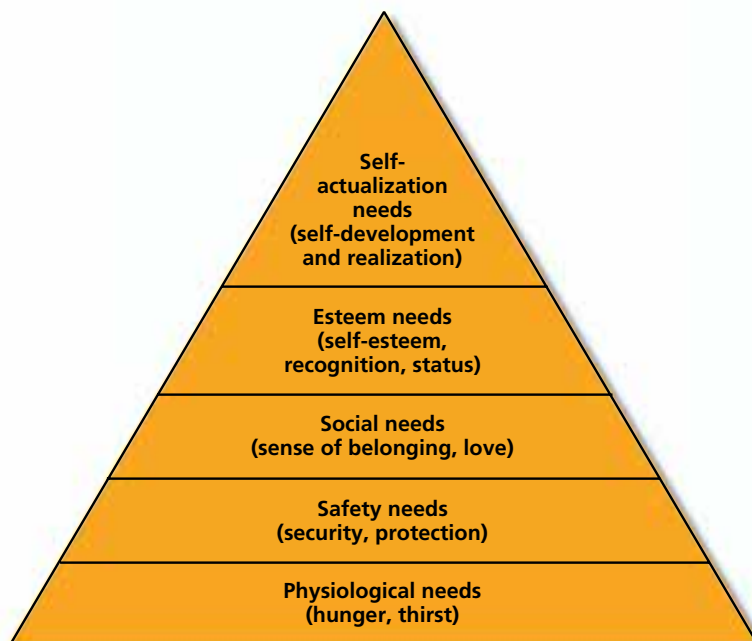 Self-
actualization
needs
(self-development
and realization)
Esteem needs
(self-esteem,
recognition, status)
Social needs
(sense of belonging, love)
Safety needs
(security, protection)
Physiological needs
(hunger, thirst)